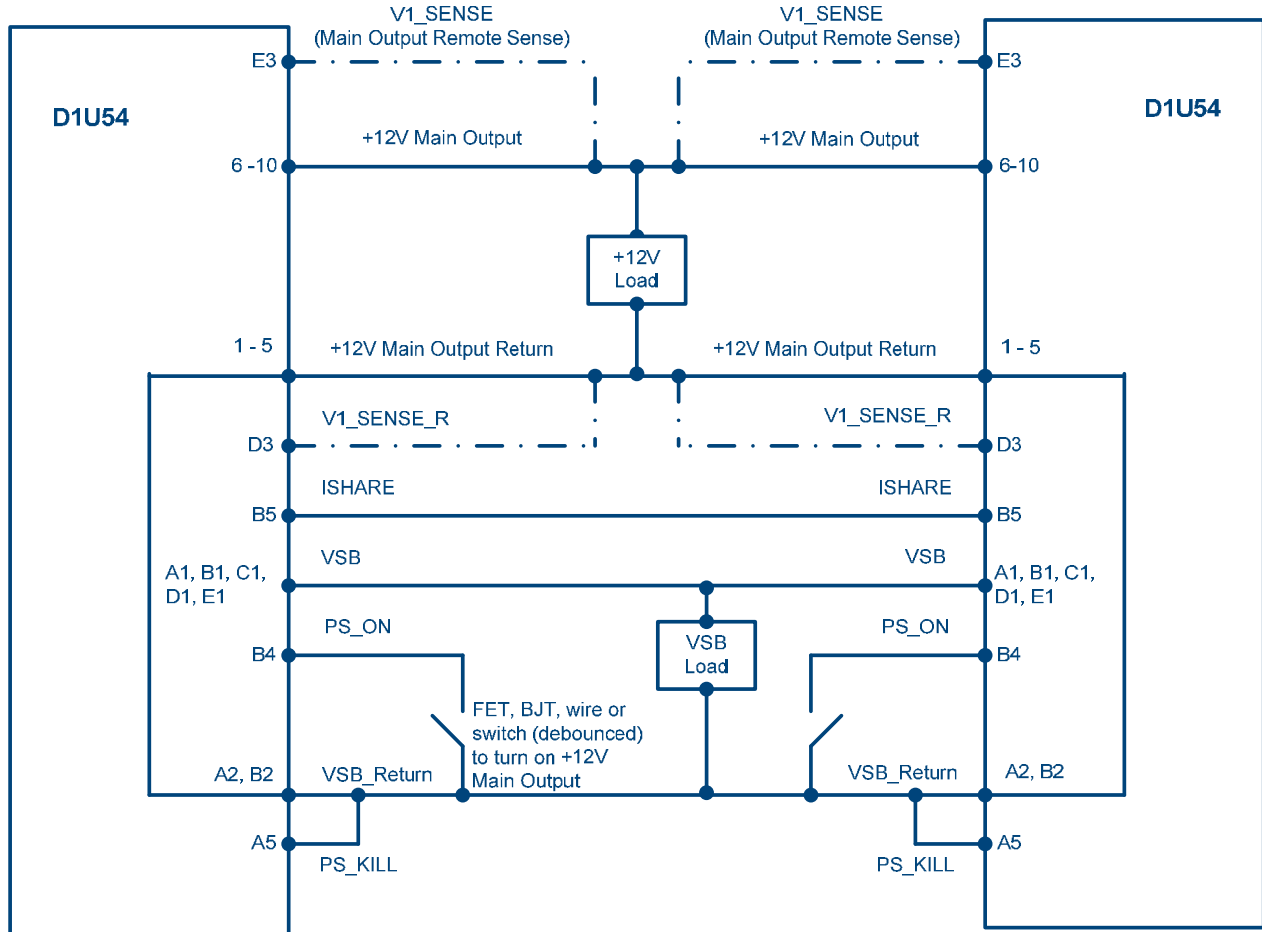 V1_SENSE
(Main Output Remote Sense)
V1_SENSE
(Main Output Remote Sense)
E3
E3
D1U54
D1U54
+12V Main Output
+12V Main Output
6 -10
6-10
+12V
Load
1 - 5
+12V Main Output Return
+12V Main Output Return
1 - 5
V1_SENSE_R
V1_SENSE_R
D3
D3
ISHARE
ISHARE
B5
B5
VSB
VSB
A1, B1, C1,
D1, E1
A1, B1, C1,
D1, E1
PS_ON
PS_ON
B4
B4
VSB
Load
FET, BJT, wire or
switch (debounced)
to turn on +12V
Main Output
A2, B2
VSB_Return
VSB_Return
A2, B2
A5
A5
PS_KILL
PS_KILL